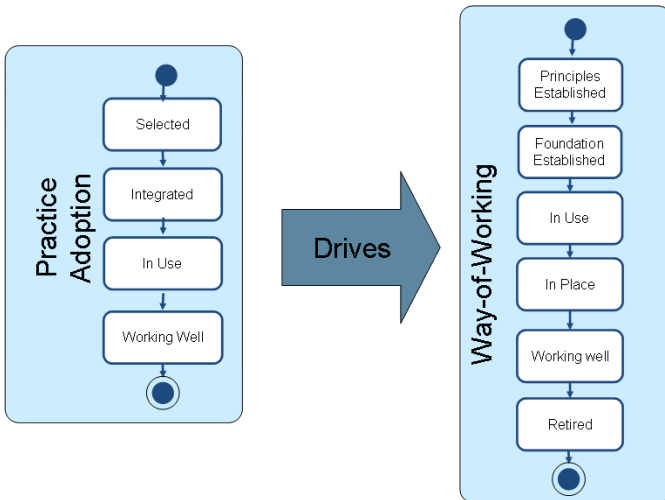 Practice
Adoption
Selected
Integrated
In Use
Working Well
Drives
Way-of-Working
Principles
Established
Foundation
Established
In Use
In Place
Working well
Retired